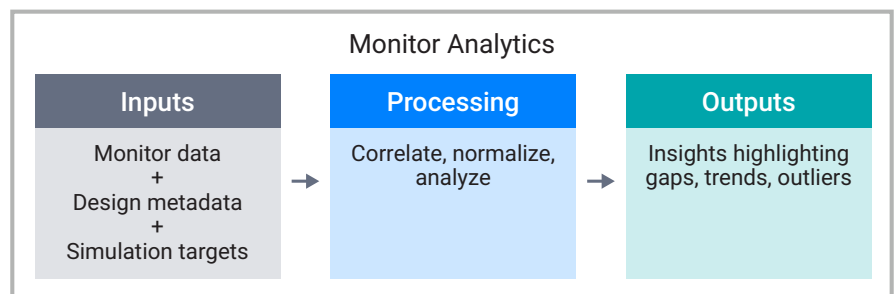 Monitor Analytics
Inputs
Monitor data
+
Design metadata
+
Simulation targets
Processing
Correlate, normalize,
analyze
Outputs
Insights highlighting
gaps, trends, outliers